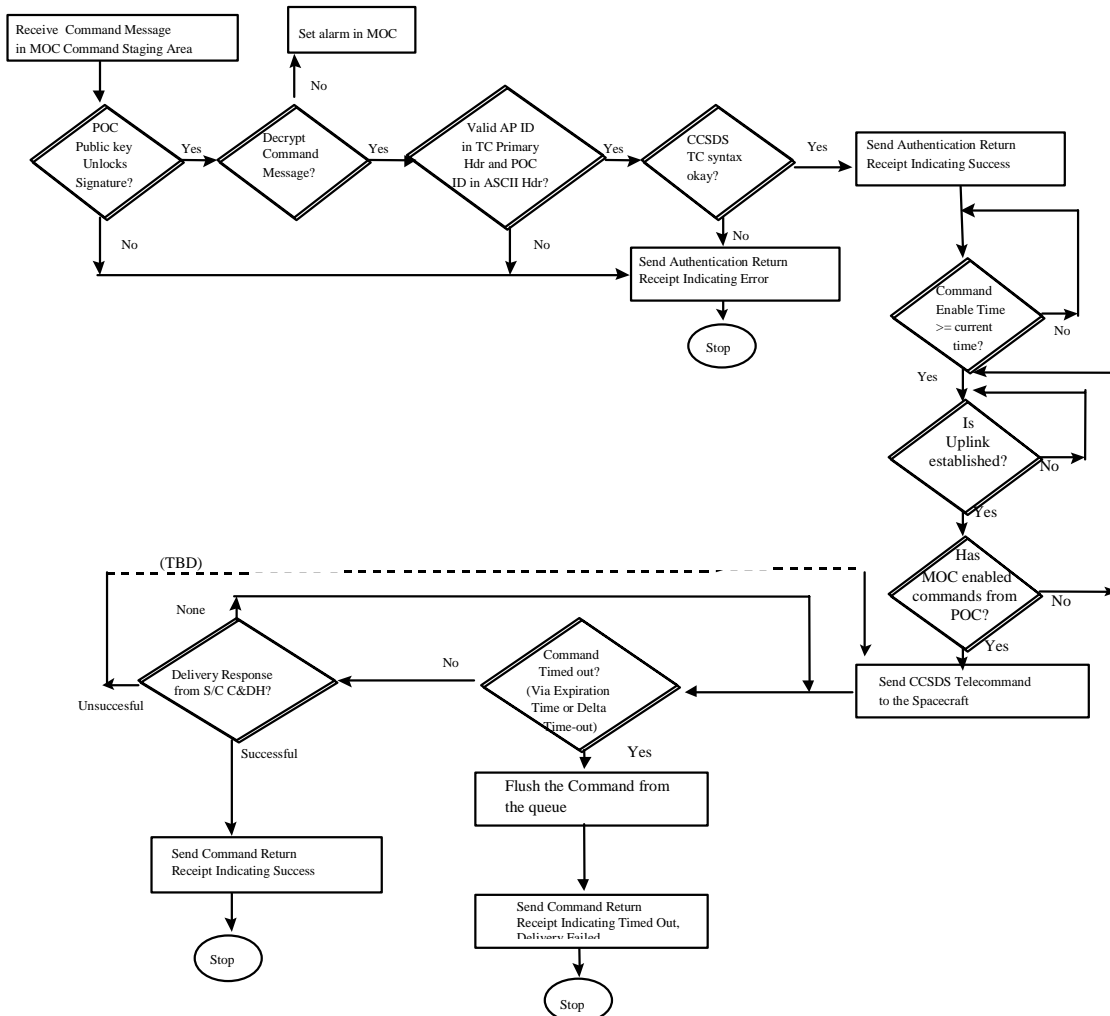 Receive Command Message
in MOC Command Staging Area
Set alarm in MOC
No
POC
Public key
Unlocks
Signature?
Yes
Decrypt
Command
Message?
Yes
Valid AP ID
in TC Primary
Hdr and POC
ID in ASCII Hdr?
Yes
CCSDS
TC syntax
okay?
Yes
Send Authentication Return
Receipt Indicating Success
No
No
No
Send Authentication Return
Receipt Indicating Error
Stop
Command
Enable Time
>= current
time?
No
Yes
Is
Uplink
established?
No
Yes
Has
MOC enabled
commands from
POC?
No
Yes
(TBD)
None
Delivery Response
from S/C C&DH?
Unsuccesful
Successful
No
Command
Timed out?
(Via Expiration
Time or Delta
Time-out)
Yes
Send CCSDS Telecommand
to the Spacecraft
Flush the Command from
the queue
Send Command Return
Receipt Indicating Success
Send Command Return
Receipt Indicating Timed Out,
Delivery Failed
Stop
Stop